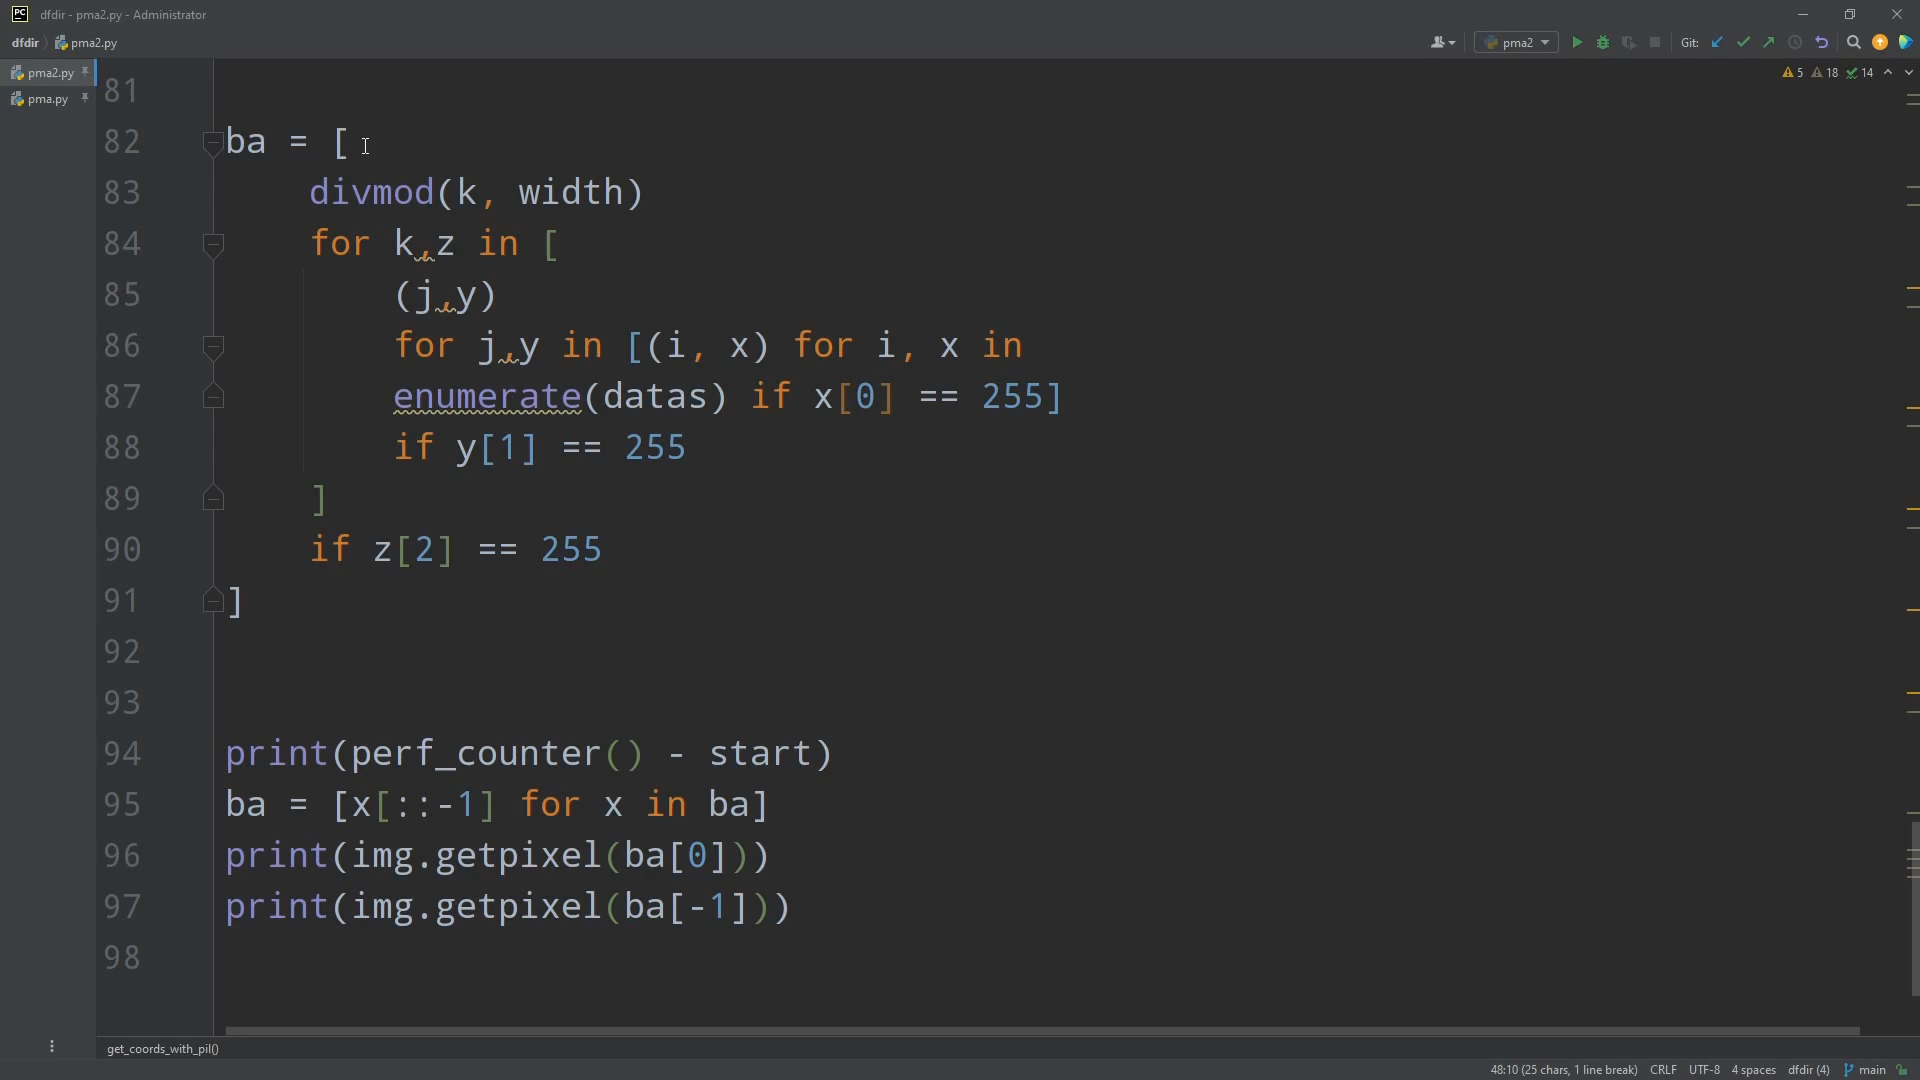 PC dfdir - pma2.py - Administrator
dfdir pma2.py
pma2 Git:
pma2.py
pma.py
5 18 14
81
82 ba = [
83 divmod(k, width)
84 for k,z in [
85 (j,y)
86 for j,y in [(i, x) for i, x in
87 enumerate(datas) if x[0] == 255]
88 if y[1] == 255
89 ]
90 if z[2] == 255
91 ]
92
93
94 print(perf_counter() - start)
95 ba = [x[::-1] for x in ba]
96 print(img.getpixel(ba[0]))
97 print(img.getpixel(ba[-1]))
98
get_coords_with_pil()
48:10 (25 chars, 1 line break) CRLF UTF-8 4 spaces dfdir (4) main